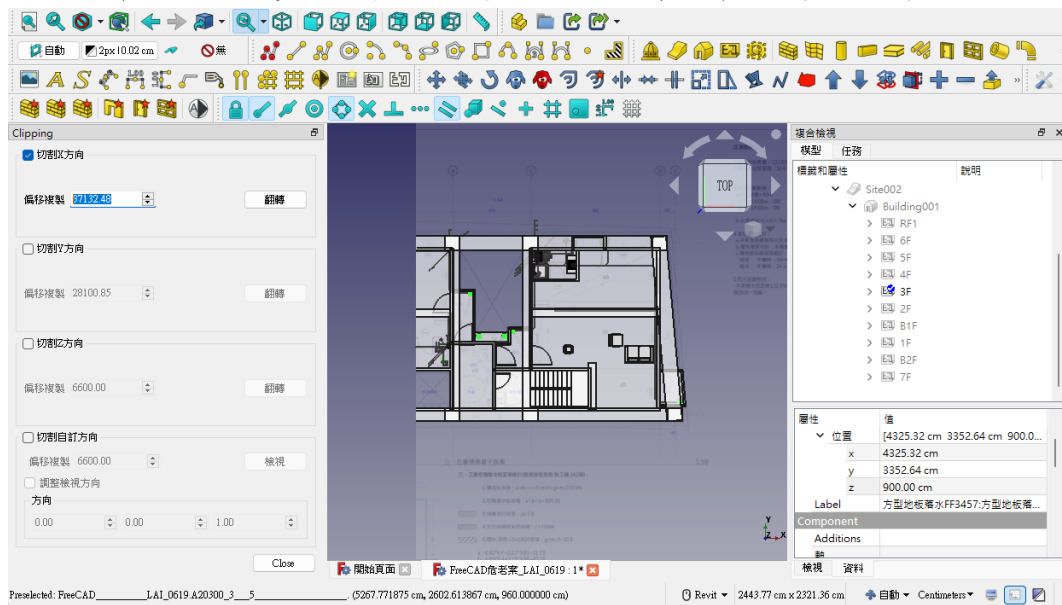 自動
2px | 0.02 cm
無
Clipping
切割X方向
偏移複製 87132.48
翻轉
切割Y方向
偏移複製 28100.85
翻轉
切割Z方向
偏移複製 6600.00
翻轉
切割自訂方向
偏移複製 6600.00
檢視
調整檢視方向
方向
0.00 0.00 1.00
Close
TOP
Y
Z X
開始頁面
FreeCAD危老案_LAI_0619 : 1*
複合檢視
模型 任務
標籤和屬性 說明
Site002
Building001
RF1
6F
5F
4F
3F
2F
B1F
1F
B2F
7F
屬性 值
位置 [4325.32 cm 3352.64 cm 900.0...
x 4325.32 cm
y 3352.64 cm
z 900.00 cm
Label 方型地板落水FF3457:方型地板落...
Component
Additions
檢視 資料
Preselected: FreeCAD_____LAI_0619.A20300_3__5__________. (5267.771875 cm, 2602.613867 cm, 960.000000 cm)
Revit 2443.77 cm x 2321.36 cm 自動 Centimeters